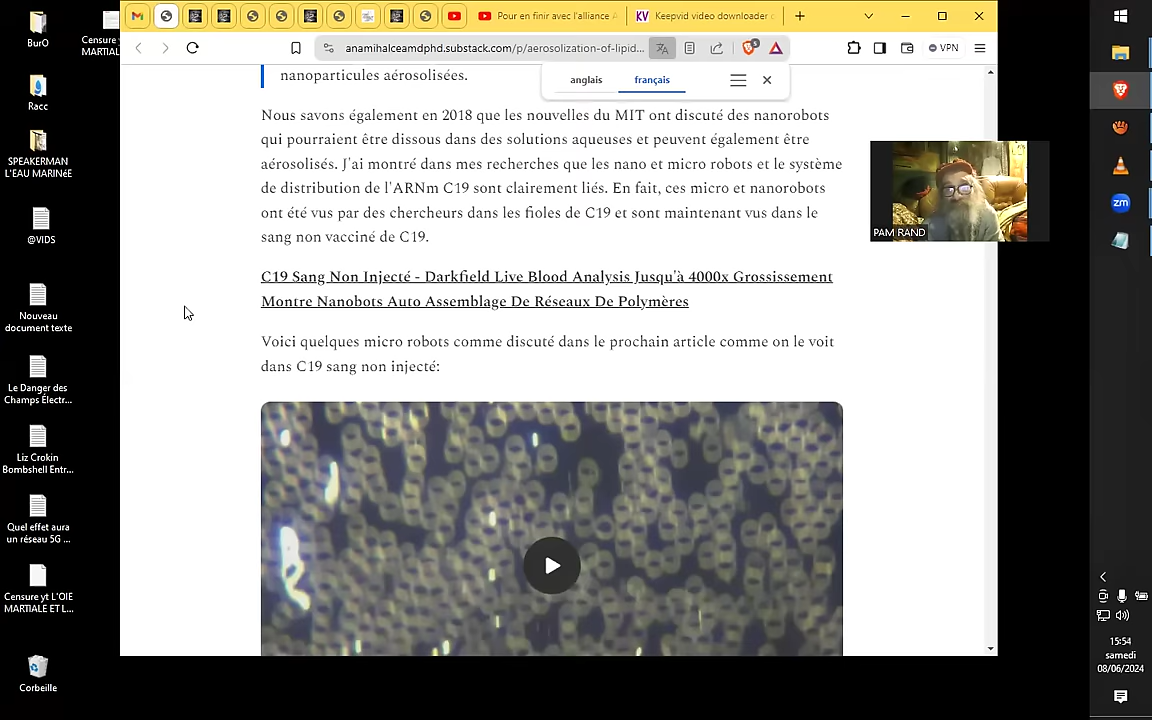 Pour en finir avec l'alliance A
Keepvid video downloader o
anamihalceamdphd.substack.com/p/aerosolization-of-lipid...
VPN
anglais
français
nanoparticules aérosolisées.
Nous savons également en 2018 que les nouvelles du MIT ont discuté des nanorobots
qui pourraient être dissous dans des solutions aqueuses et peuvent également être
aérosolisés. J'ai montré dans mes recherches que les nano et micro robots et le système
de distribution de l'ARNm C19 sont clairement liés. En fait, ces micro et nanorobots
ont été vus par des chercheurs dans les fioles de C19 et sont maintenant vus dans le
sang non vacciné de C19.
C19 Sang Non Injecté - Darkfield Live Blood Analysis Jusqu'à 4000x Grossissement
Montre Nanobots Auto Assemblage De Réseaux De Polymères
Voici quelques micro robots comme discuté dans le prochain article comme on le voit
dans C19 sang non injecté:
PAM RAND
BurO
Censure yt
MARTIALE ET L
Racc
SPEAKERMAN
L'EAU MARINéE
@VIDS
Nouveau
document texte
Le Danger des
Champs Électr...
Liz Crokin
Bombshell Entr...
Quel effet aura
un réseau 5G ...
Censure yt L'OIE
MARTIALE ET L...
Corbeille
KV
zm
5
15:54
samedi
08/06/2024